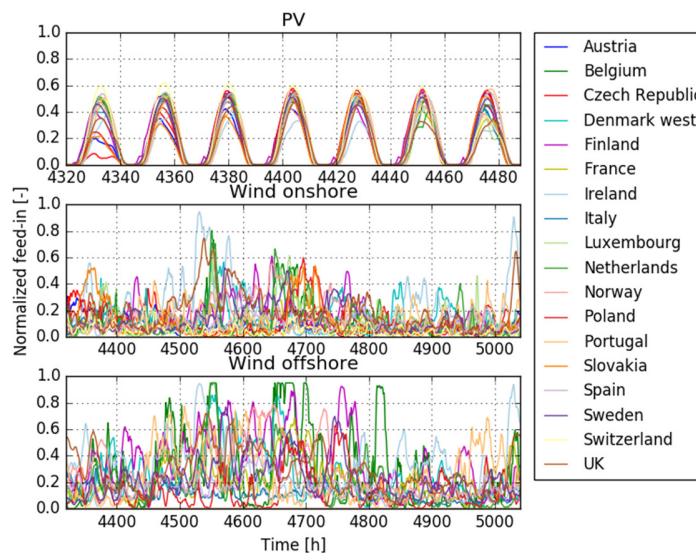 PV
1.0
0.8
0.6
0.4
0.2
0.0
4320 4340 4360 4380 4400 4420 4440 4460 4480
Wind onshore
1.0
0.8
0.6
0.4
0.2
0.0
4400 4500 4600 4700 4800 4900 5000
Wind offshore
1.0
0.8
0.6
0.4
0.2
0.0
4400 4500 4600 4700 4800 4900 5000
Time [h]
Normalized feed-in [-]
Austria
Belgium
Czech Republic
Denmark west
Finland
France
Ireland
Italy
Luxembourg
Netherlands
Norway
Poland
Portugal
Slovakia
Spain
Sweden
Switzerland
UK